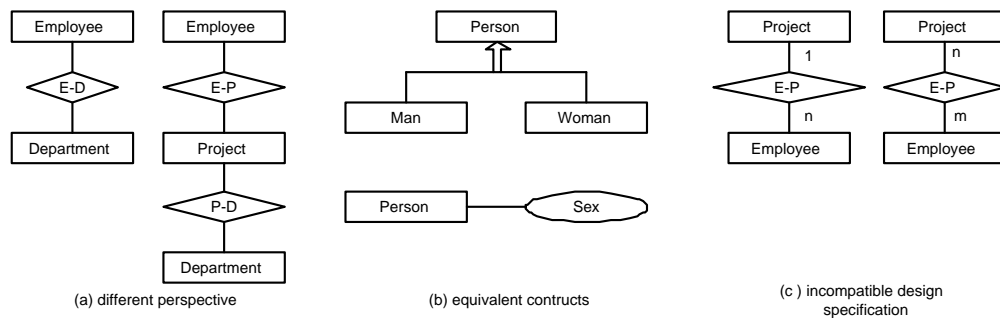 Employee
E-D
Department
Employee
E-P
Project
P-D
Department
(a) different perspective
Person
Man
Woman
Person
Sex
(b) equivalent contructs
Project
1
E-P
n
Employee
Project
n
E-P
m
Employee
(c ) incompatible design
specification